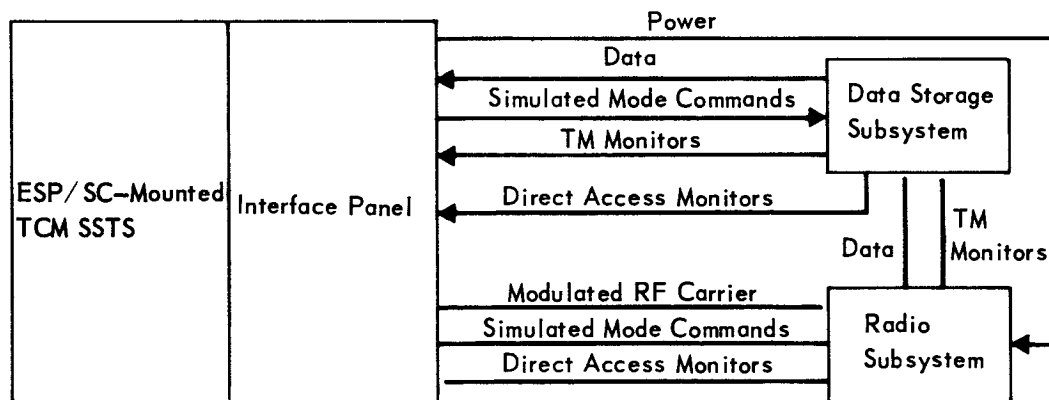 Power
Data
Simulated Mode Commands
Data Storage
Subsystem
TM Monitors
ESP/SC-Mounted
TCM SSTS
Interface Panel
Direct Access Monitors
Data
TM
Monitors
Modulated RF Carrier
Simulated Mode Commands
Direct Access Monitors
Radio
Subsystem